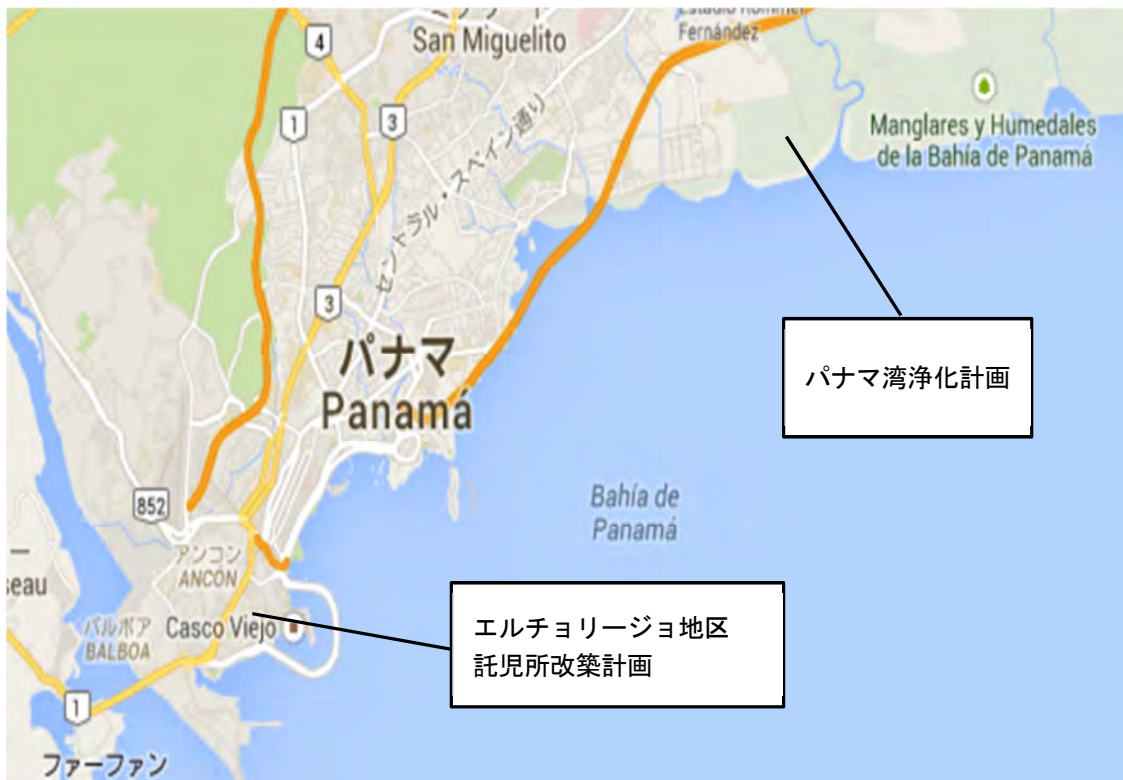 San Miguelito
Estadio Rommel
Fernández
4
1
3
Manglares y Humedales
de la Bahía de Panamá
セントラル・スペイン通り
3
パナマ
Panamá
パナマ湾浄化計画
852
Bahía de
Panamá
アンコン
ANCÓN
seau
バルボア
BALBOA
Casco Viejo
エルチョリージョ地区
託児所改築計画
1
ファーファン